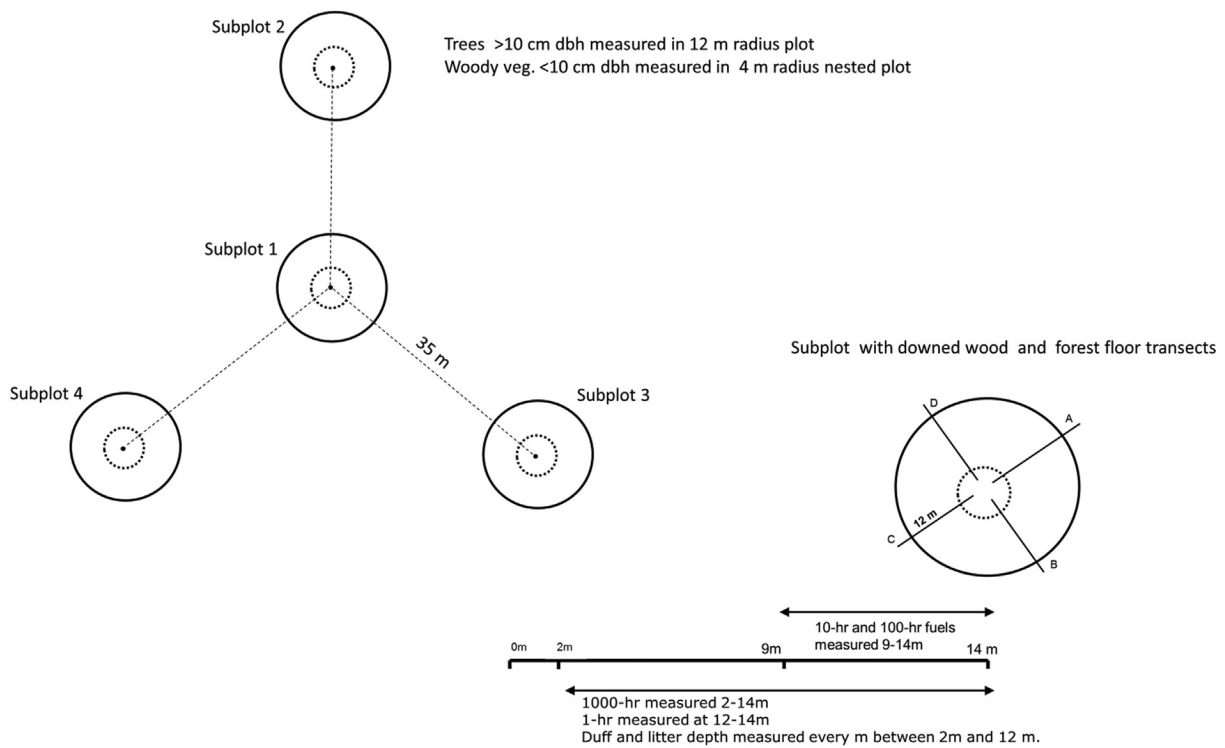 Subplot 2
Trees >10 cm dbh measured in 12 m radius plot
Woody veg. <10 cm dbh measured in 4 m radius nested plot
Subplot 1
35 m
Subplot 4
Subplot 3
Subplot with downed wood and forest floor transects
D
A
12 m
C
B
10-hr and 100-hr fuels
measured 9-14m
0m 2m 9m 14 m
1000-hr measured 2-14m
1-hr measured at 12-14m
Duff and litter depth measured every m between 2m and 12 m.